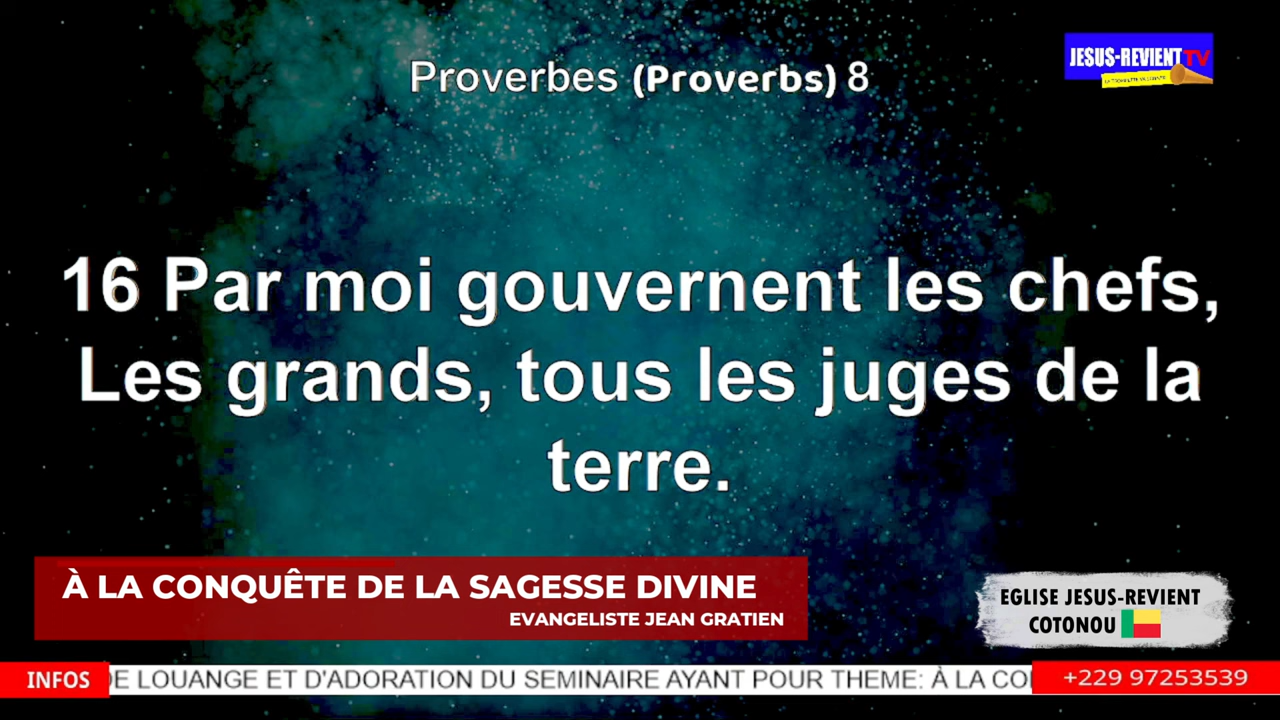 Proverbes (Proverbs) 8
JESUS-REVIENT TV
16 Par moi gouvernent les chefs,
Les grands, tous les juges de la
terre.
À LA CONQUÊTE DE LA SAGESSE DIVINE
EVANGELISTE JEAN GRATIEN
EGLISE JESUS-REVIENT
COTONOU
INFOS DE LOUANGE ET D'ADORATION DU SEMINAIRE AYANT POUR THEME: À LA CON +229 97253539